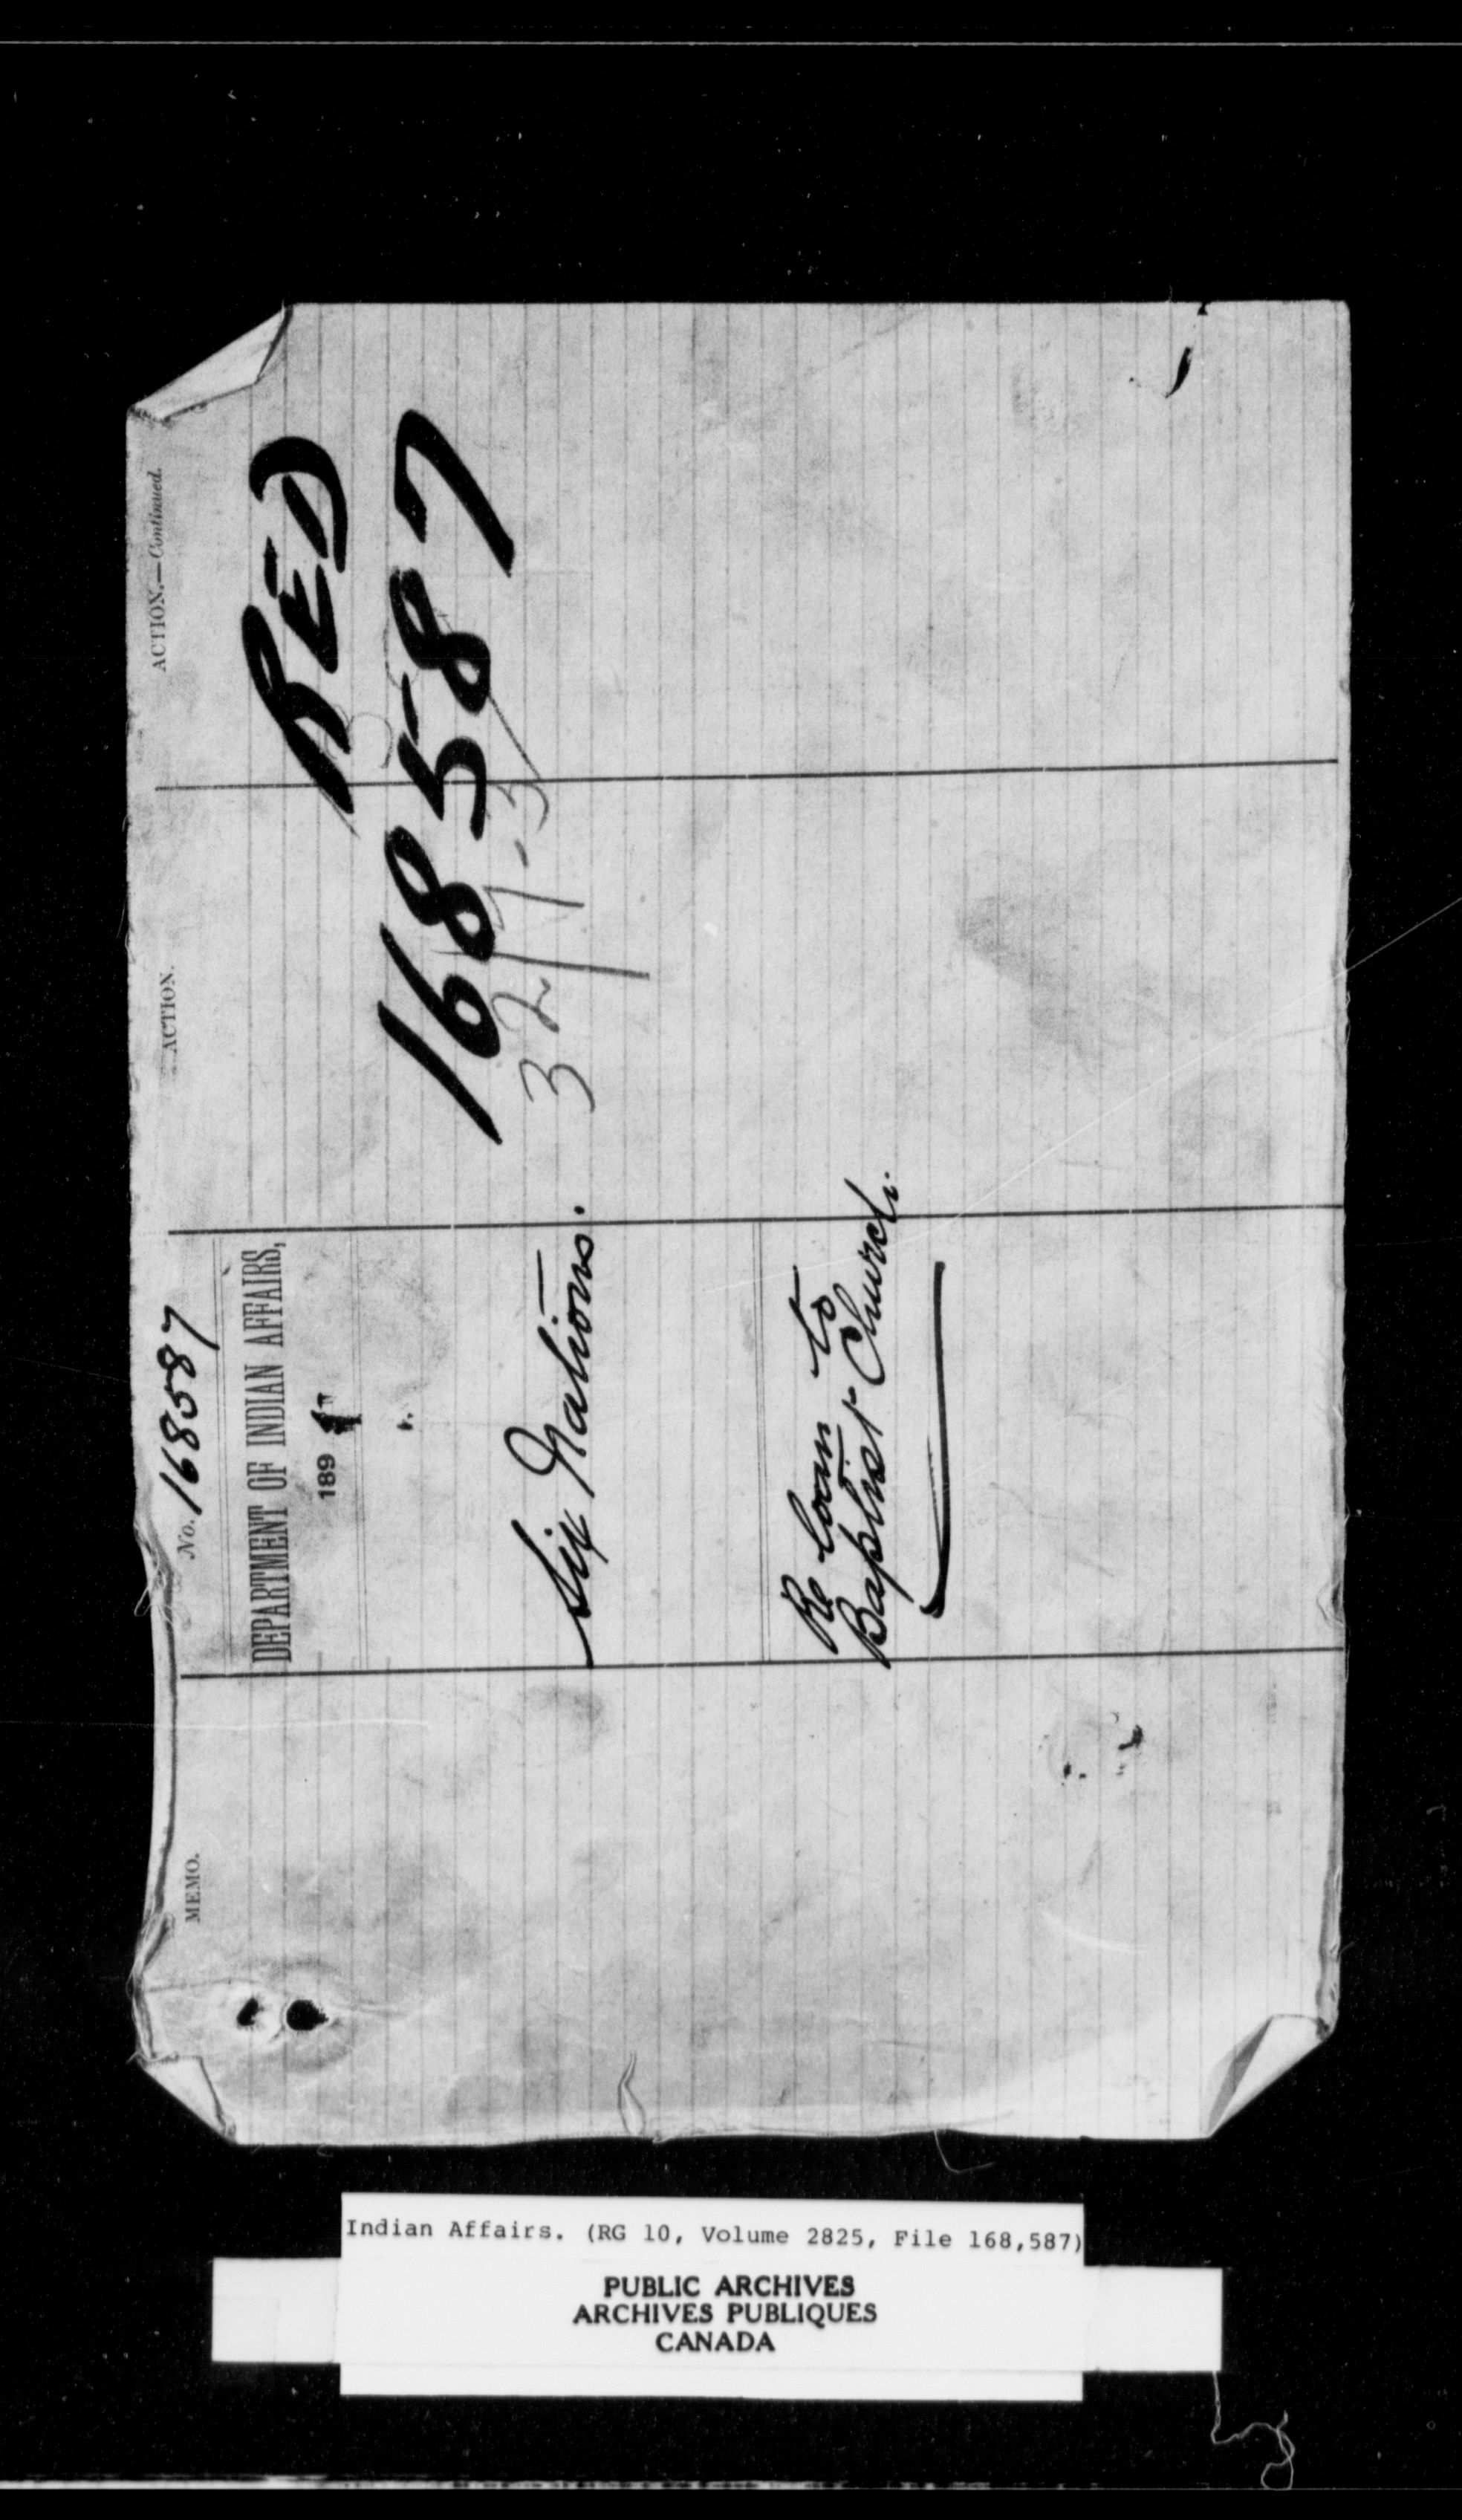 MEMO.
No. 168587
DEPARTMENT OF INDIAN AFFAIRS,
189
Six Nations.
Re loan to
Baptist Church.
ACTION.
ACTION.—Continued.
RED
168587
Indian Affairs. (RG 10, Volume 2825, File 168,587)
PUBLIC ARCHIVES
ARCHIVES PUBLIQUES
CANADA